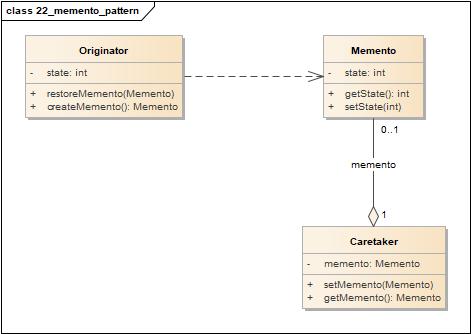 class 22_memento_pattern
Originator
- state: int
+ restoreMemento(Memento)
+ createMemento(): Memento
Memento
- state: int
+ getState(): int
+ setState(int)
0..1
memento
1
Caretaker
- memento: Memento
+ setMemento(Memento)
+ getMemento(): Memento